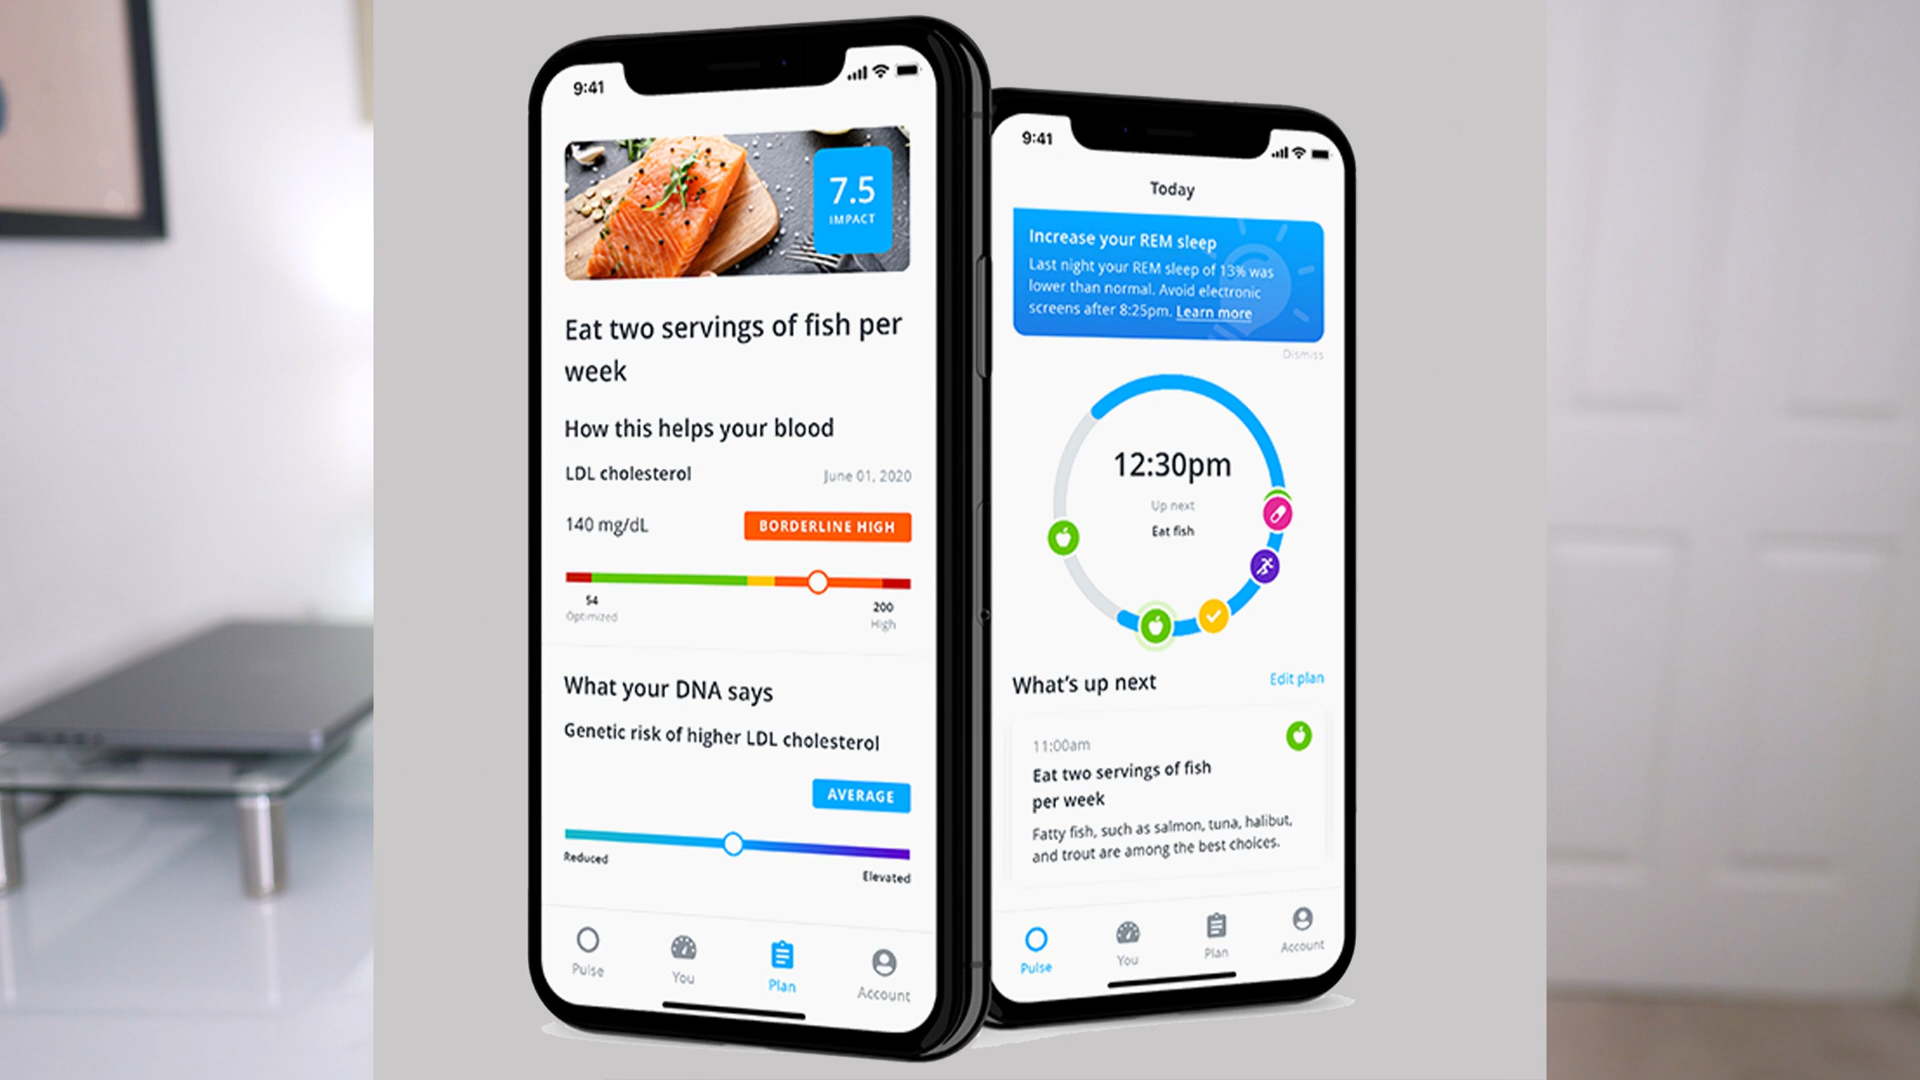 9:41
7.5
IMPACT
Eat two servings of fish per
week
How this helps your blood
LDL cholesterol
June 01, 2020
140 mg/dL
BORDERLINE HIGH
54
Optimized
200
High
What your DNA says
Genetic risk of higher LDL cholesterol
AVERAGE
Reduced
Elevated
Pulse
You
Plan
Account
9:41
Today
Increase your REM sleep
Last night your REM sleep of 13% was
lower than normal. Avoid electronic
screens after 8:25pm. Learn more
Dismiss
12:30pm
Up next
Eat fish
What's up next
Edit plan
11:00am
Eat two servings of fish
per week
Fatty fish, such as salmon, tuna, halibut,
and trout are among the best choices.
Pulse
You
Plan
Account